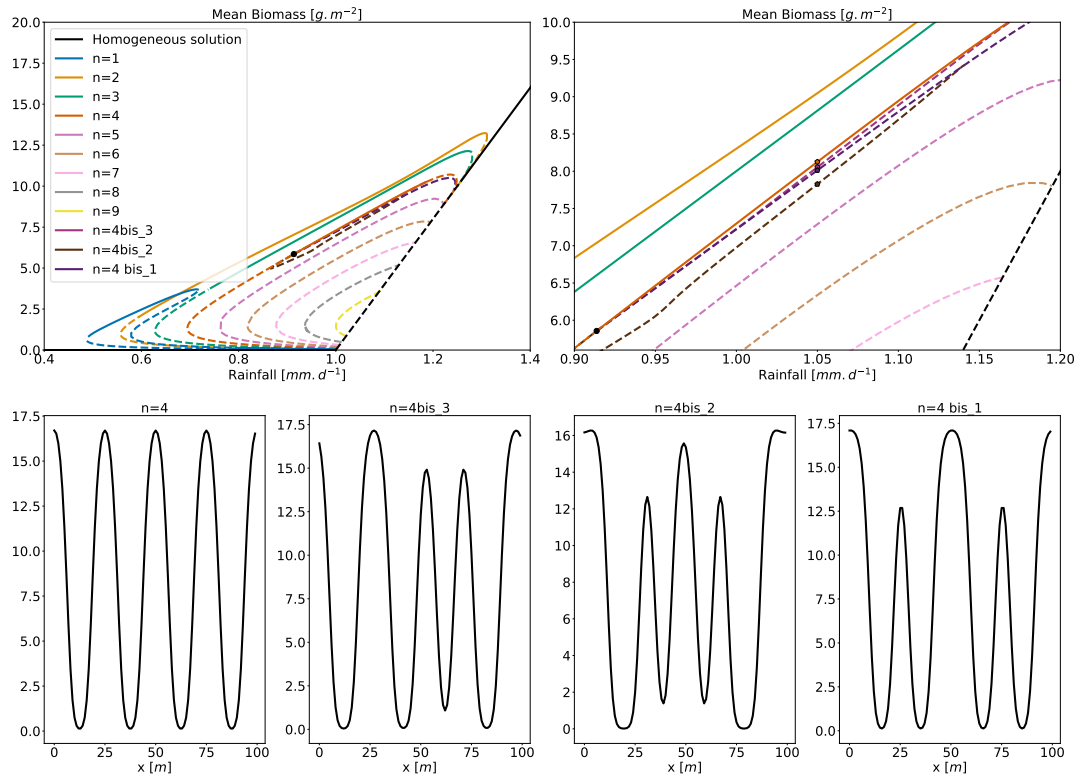 Mean Biomass [g. m⁻²]
20.0
17.5
15.0
12.5
10.0
7.5
5.0
2.5
0.0
Homogeneous solution
n=1
n=2
n=3
n=4
n=5
n=6
n=7
n=8
n=9
n=4bis_3
n=4bis_2
n=4 bis_1
0.4 0.6 0.8 1.0 1.2 1.4
Rainfall [mm. d⁻¹]
Mean Biomass [g. m⁻²]
10.0
9.5
9.0
8.5
8.0
7.5
7.0
6.5
6.0
0.90 0.95 1.00 1.05 1.10 1.15 1.20
Rainfall [mm. d⁻¹]
n=4
17.5
15.0
12.5
10.0
7.5
5.0
2.5
0.0
0 25 50 75 100
x [m]
n=4bis_3
17.5
15.0
12.5
10.0
7.5
5.0
2.5
0.0
0 25 50 75 100
x [m]
n=4bis_2
16
14
12
10
8
6
4
2
0
0 25 50 75 100
x [m]
n=4 bis_1
17.5
15.0
12.5
10.0
7.5
5.0
2.5
0.0
0 25 50 75 100
x [m]